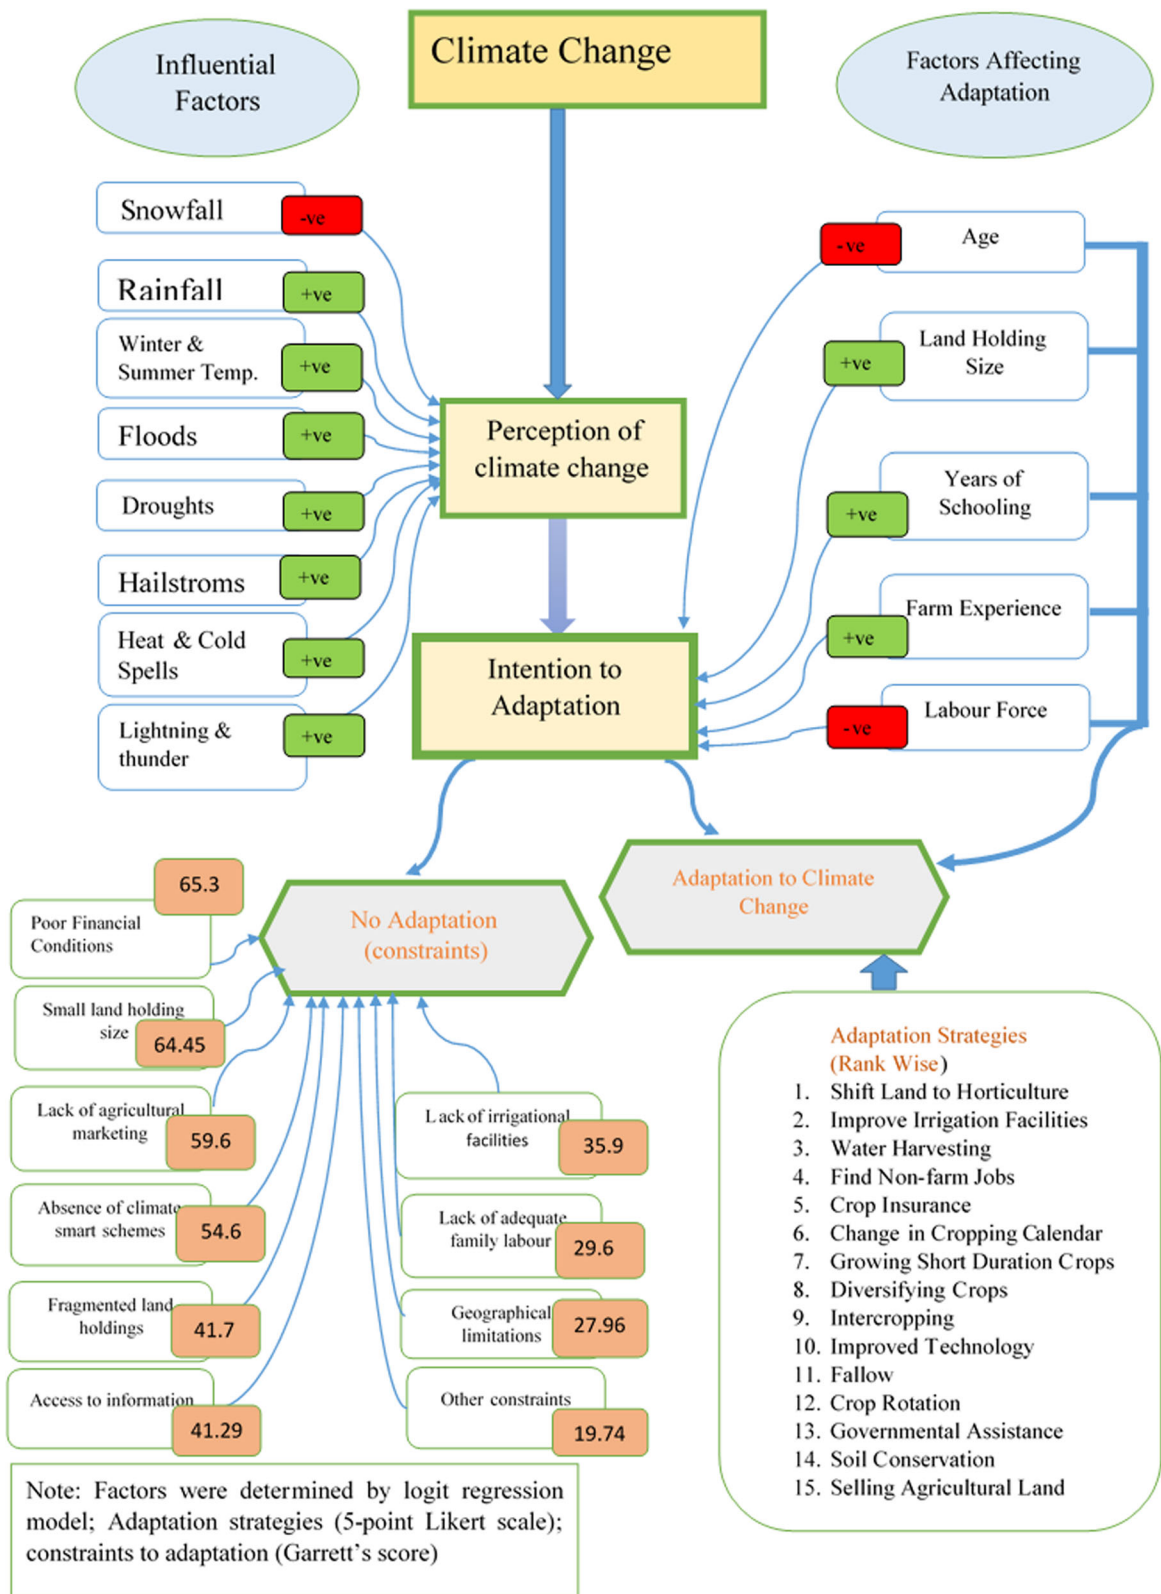 Influential
Factors
Climate Change
Factors Affecting
Adaptation
Snowfall
-ve
Rainfall
+ve
Winter &
Summer Temp.
+ve
Floods
+ve
Droughts
+ve
Hailstroms
+ve
Heat & Cold
Spells
+ve
Lightning &
thunder
+ve
Perception of
climate change
Intention to
Adaptation
Age
-ve
Land Holding
Size
+ve
Years of
Schooling
+ve
Farm Experience
+ve
Labour Force
-ve
No Adaptation
(constraints)
Adaptation to Climate
Change
Poor Financial
Conditions
65.3
Small land holding
size
64.45
Lack of agricultural
marketing
59.6
Absence of climate
smart schemes
54.6
Fragmented land
holdings
41.7
Access to information
41.29
Lack of irrigational
facilities
35.9
Lack of adequate
family labour
29.6
Geographical
limitations
27.96
Other constraints
19.74
Adaptation Strategies
(Rank Wise)
1. Shift Land to Horticulture
2. Improve Irrigation Facilities
3. Water Harvesting
4. Find Non-farm Jobs
5. Crop Insurance
6. Change in Cropping Calendar
7. Growing Short Duration Crops
8. Diversifying Crops
9. Intercropping
10. Improved Technology
11. Fallow
12. Crop Rotation
13. Governmental Assistance
14. Soil Conservation
15. Selling Agricultural Land
Note: Factors were determined by logit regression
model; Adaptation strategies (5-point Likert scale);
constraints to adaptation (Garrett's score)